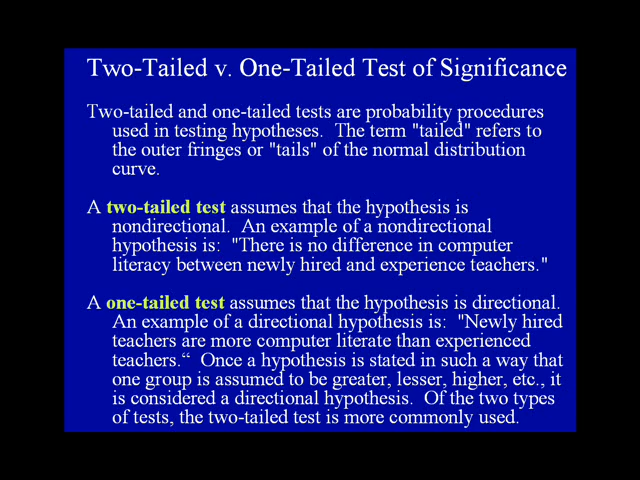 Two-Tailed v. One-Tailed Test of Significance
Two-tailed and one-tailed tests are probability procedures
used in testing hypotheses.  The term "tailed" refers to
the outer fringes or "tails" of the normal distribution
curve.
A two-tailed test assumes that the hypothesis is
nondirectional.  An example of a nondirectional
hypothesis is:  "There is no difference in computer
literacy between newly hired and experience teachers."
A one-tailed test assumes that the hypothesis is directional.
An example of a directional hypothesis is:  "Newly hired
teachers are more computer literate than experienced
teachers.“  Once a hypothesis is stated in such a way that
one group is assumed to be greater, lesser, higher, etc., it
is considered a directional hypothesis.  Of the two types
of tests, the two-tailed test is more commonly used.